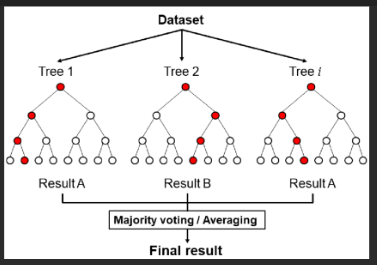 Dataset
Tree 1 Tree 2 Tree i
Result A Result B Result A
Majority voting / Averaging
Final result